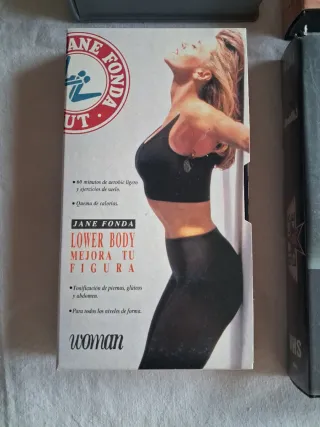 JANE FONDA
UT
• 60 minutos de aerobic ligero
y ejercicios de suelo.
• Quema de calorías.
JANE FONDA
LOWER BODY
MEJORA TU
FIGURA
• Tonificación de piernas, glúteos
y abdomen.
• Para todos los niveles de forma.
woman